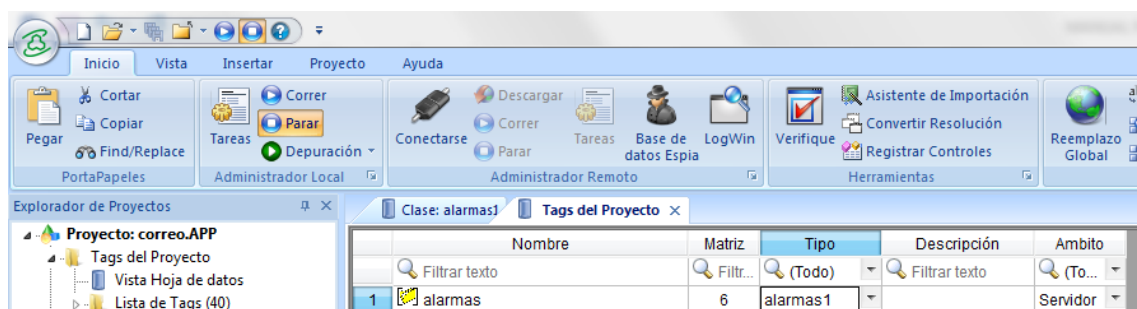 Inicio Vista Insertar Proyecto Ayuda
Pegar
Cortar
Copiar
Find/Replace
PortaPapeles
Tareas
Correr
Parar
Depuración
Administrador Local
Conectarse
Descargar
Correr
Parar
Tareas
Base de
datos Espia
LogWin
Administrador Remoto
Verifique
Asistente de Importación
Convertir Resolución
Registrar Controles
Herramientas
Reemplazo
Global
Explorador de Proyectos
Proyecto: correo.APP
Tags del Proyecto
Vista Hoja de datos
Lista de Tags (40)
Clase: alarmas1 Tags del Proyecto
Nombre Matriz Tipo Descripción Ambito
Filtrar texto Filtr... (Todo) Filtrar texto (To...
1 alarmas 6 alarmas1 Servidor